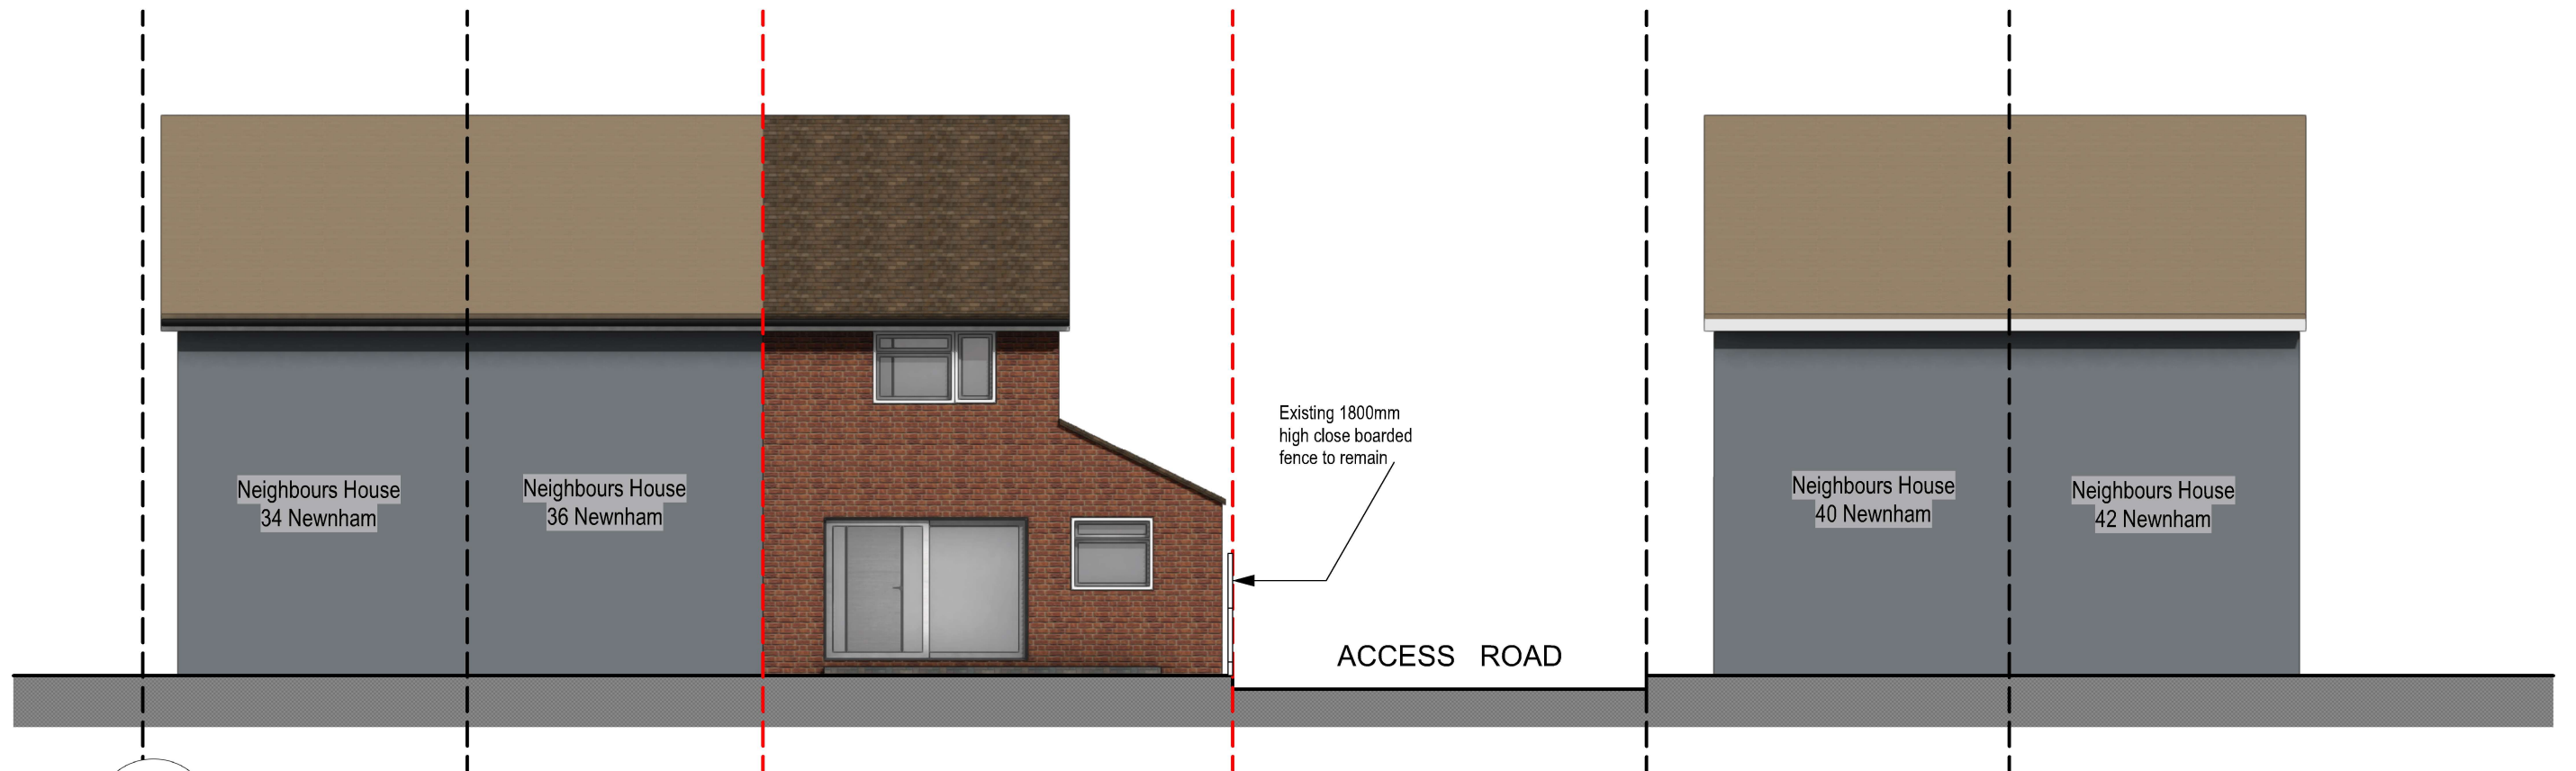 Neighbours House
34 Newnham
Neighbours House
36 Newnham
Existing 1800mm
high close boarded
fence to remain
ACCESS ROAD
Neighbours House
40 Newnham
Neighbours House
42 Newnham